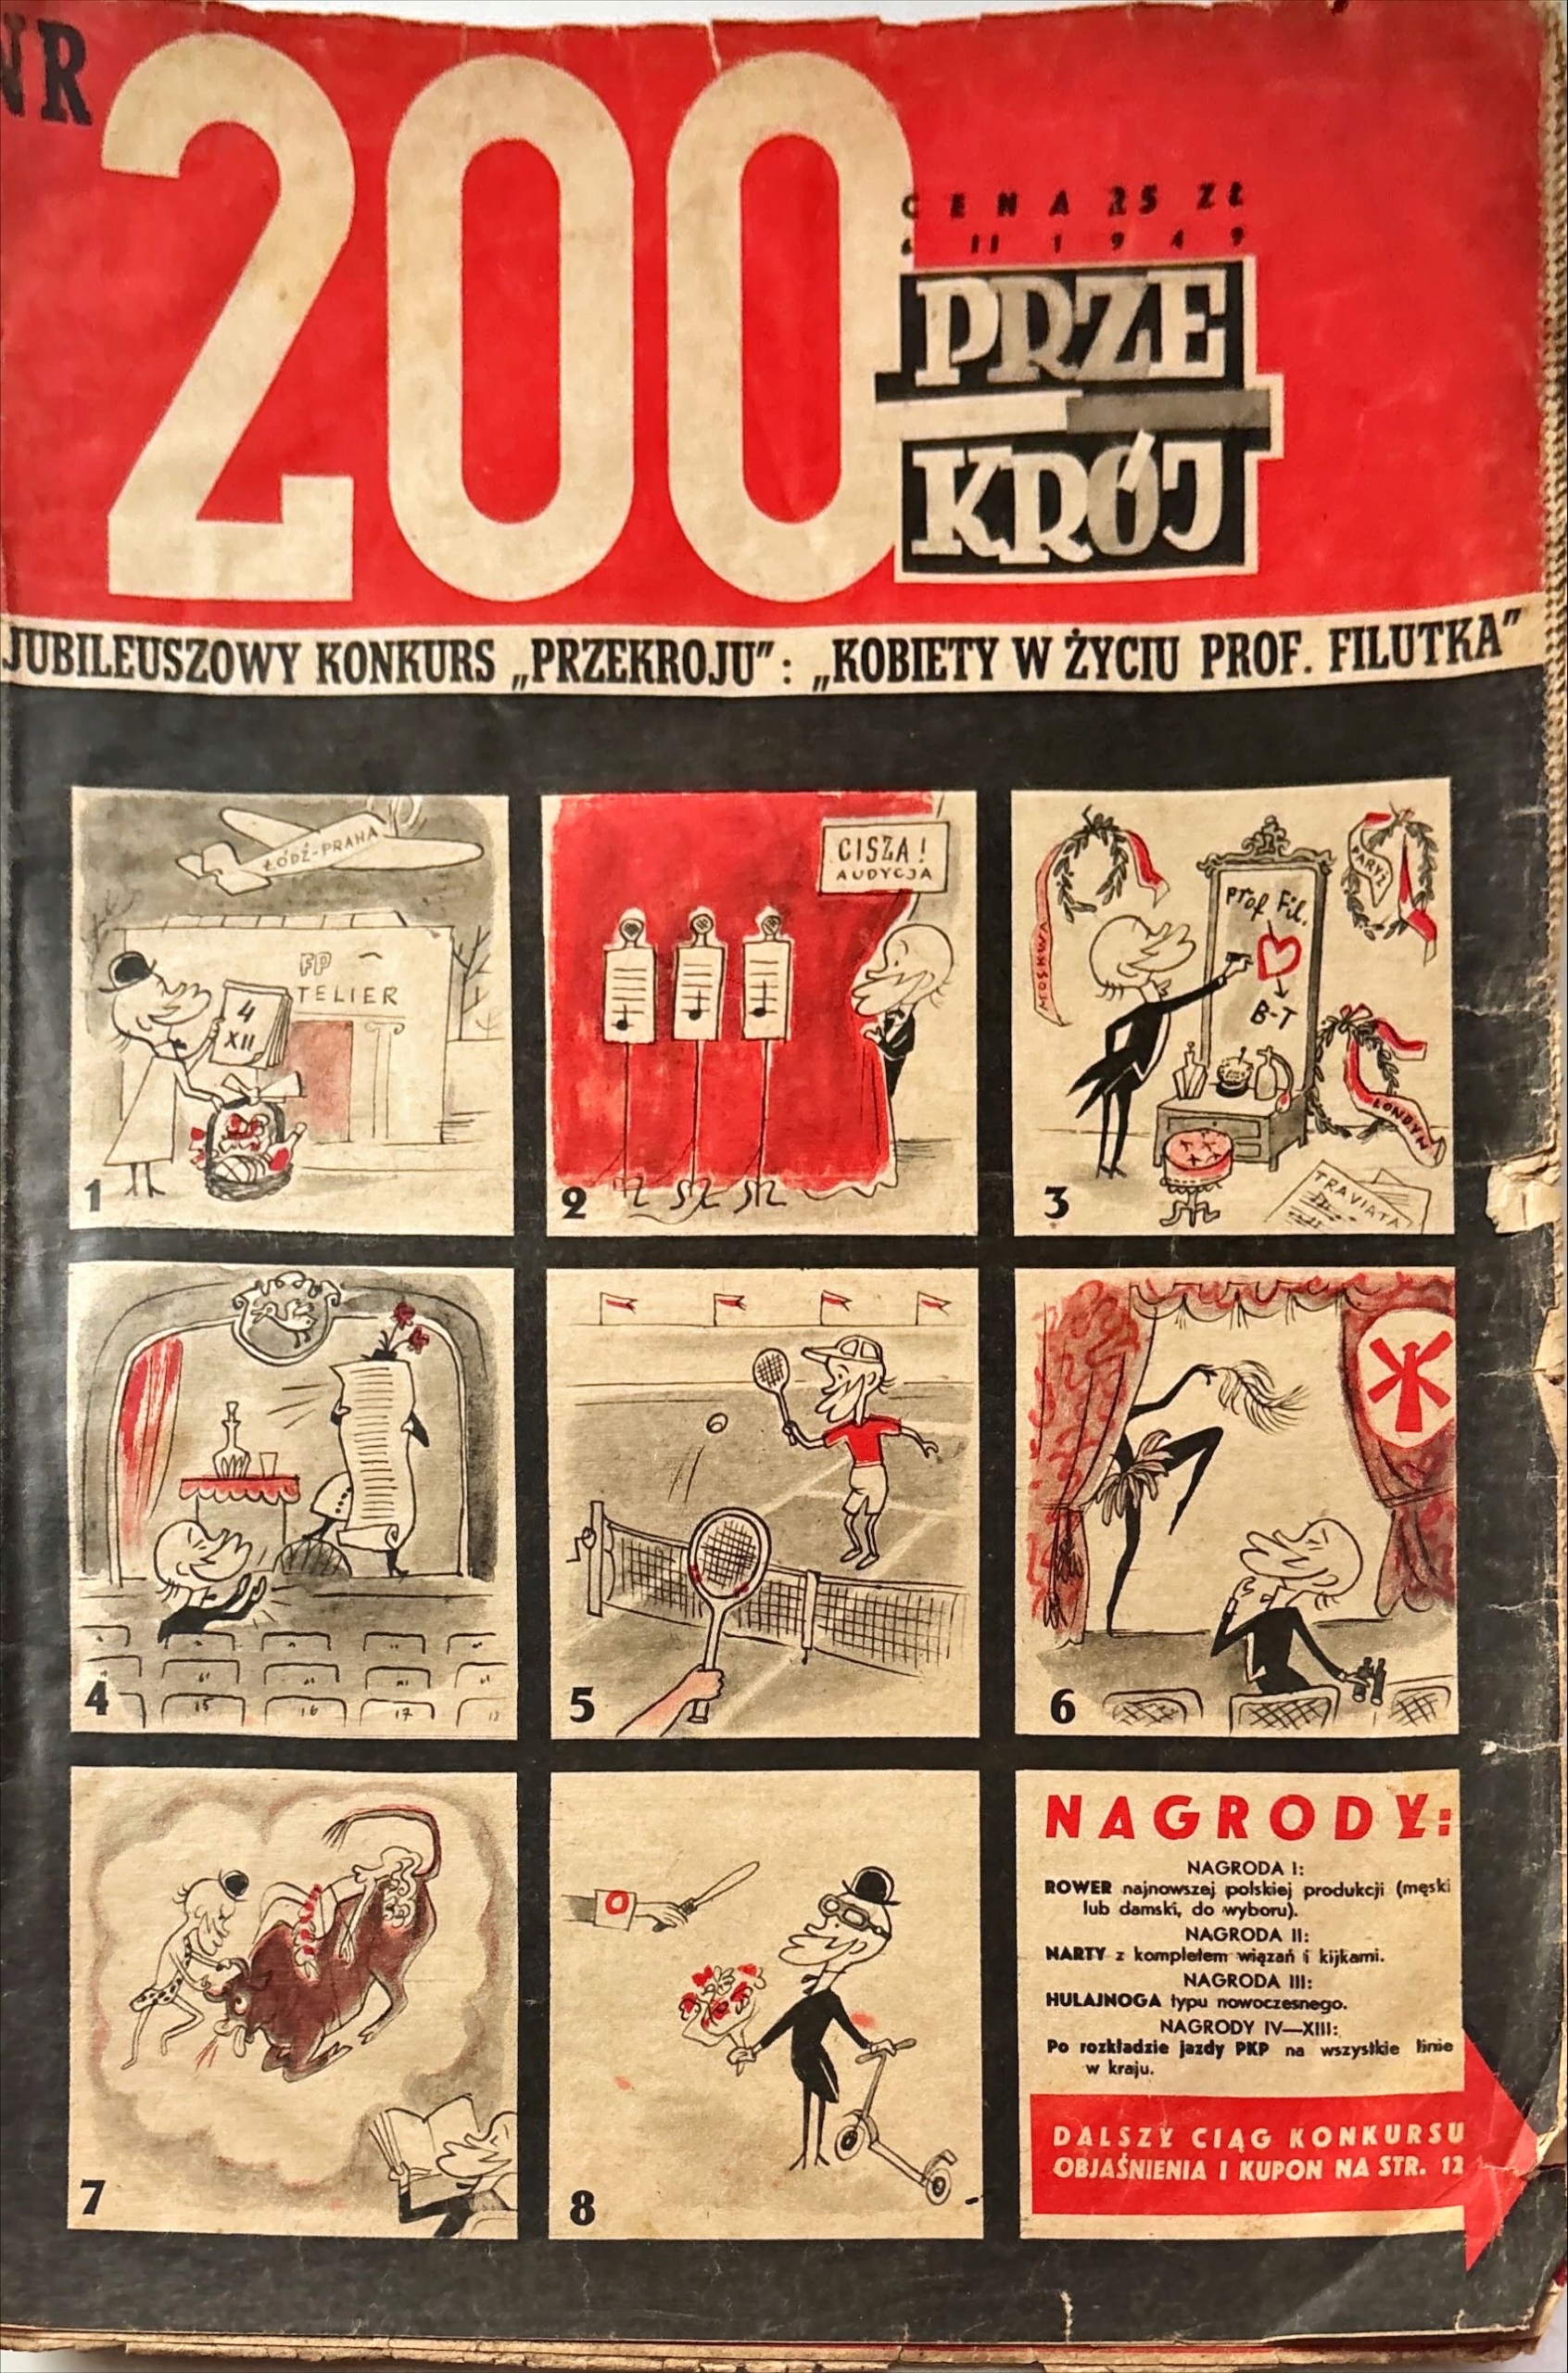 NR
200
CENA 25 ZŁ
6 II 1949
PRZE
KRÓJ
JUBILEUSZOWY KONKURS „PRZEKROJU”: „KOBIETY W ŻYCIU PROF. FILUTKA”
ŁÓDŹ-PRAHA
FP
TELIER
4
XII
1
CISZA!
AUDYCJA
2
MOSKWA
PARYŻ
Prof Fil.
B-T
LONDYN
TRAVIATA
3
15 16 17 18
4
5
6
7
8
NAGRODY:
NAGRODA I:
ROWER najnowszej polskiej produkcji (męski
lub damski, do wyboru).
NAGRODA II:
NARTY z kompletem wiązań i kijkami.
NAGRODA III:
HULAJNOGA typu nowoczesnego.
NAGRODY IV—XIII:
Po rozkładzie jazdy PKP na wszystkie linie
w kraju.
DALSZY CIĄG KONKURSU
OBJAŚNIENIA I KUPON NA STR. 12